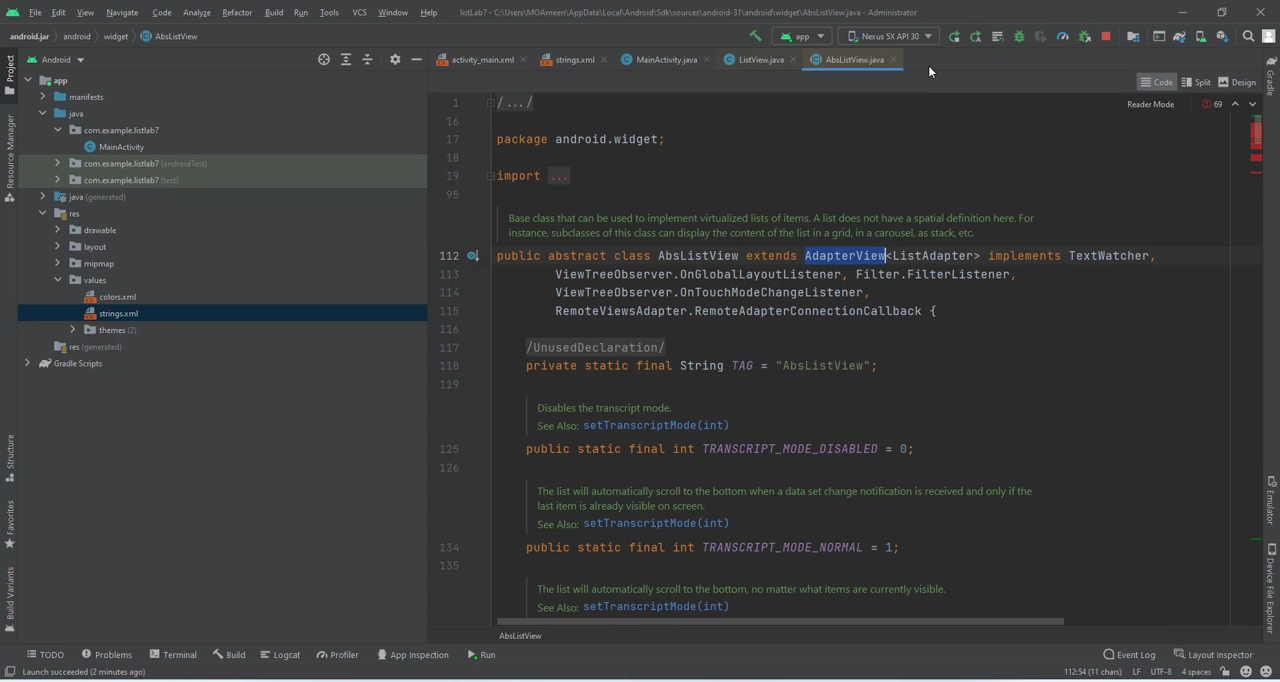 File Edit View Navigate Code Analyze Refactor Build Run Tools VCS Window Help listLab7 - C:\Users\MOAmeen\AppData\Local\Android\Sdk\sources\android-31\android\widget\AbsListView.java - Administrator
android.jar android widget AbsListView app Nexus 5X API 30
Android activity_main.xml strings.xml MainActivity.java ListView.java AbsListView.java
Code Split Design
Reader Mode 69
Project
Resource Manager
Structure
Favorites
Build Variants
app
manifests
java
com.example.listlab7
MainActivity
com.example.listlab7 (androidTest)
com.example.listlab7 (test)
java (generated)
res
drawable
layout
mipmap
values
colors.xml
strings.xml
themes (2)
res (generated)
Gradle Scripts
1 /.../
16
17 package android.widget;
18
19 import ...
95
Base class that can be used to implement virtualized lists of items. A list does not have a spatial definition here. For
instance, subclasses of this class can display the content of the list in a grid, in a carousel, as stack, etc.
112 public abstract class AbsListView extends AdapterView<ListAdapter> implements TextWatcher,
113 ViewTreeObserver.OnGlobalLayoutListener, Filter.FilterListener,
114 ViewTreeObserver.OnTouchModeChangeListener,
115 RemoteViewsAdapter.RemoteAdapterConnectionCallback {
116
117 /UnusedDeclaration/
118 private static final String TAG = "AbsListView";
119
Disables the transcript mode.
See Also: setTranscriptMode(int)
125 public static final int TRANSCRIPT_MODE_DISABLED = 0;
126
The list will automatically scroll to the bottom when a data set change notification is received and only if the
last item is already visible on screen.
See Also: setTranscriptMode(int)
134 public static final int TRANSCRIPT_MODE_NORMAL = 1;
135
The list will automatically scroll to the bottom, no matter what items are currently visible.
See Also: setTranscriptMode(int)
AbsListView
Gradle
Emulator
Device File Explorer
TODO Problems Terminal Build Logcat Profiler App Inspection Run Event Log Layout Inspector
Launch succeeded (2 minutes ago) 112:54 (11 chars) LF UTF-8 4 spaces